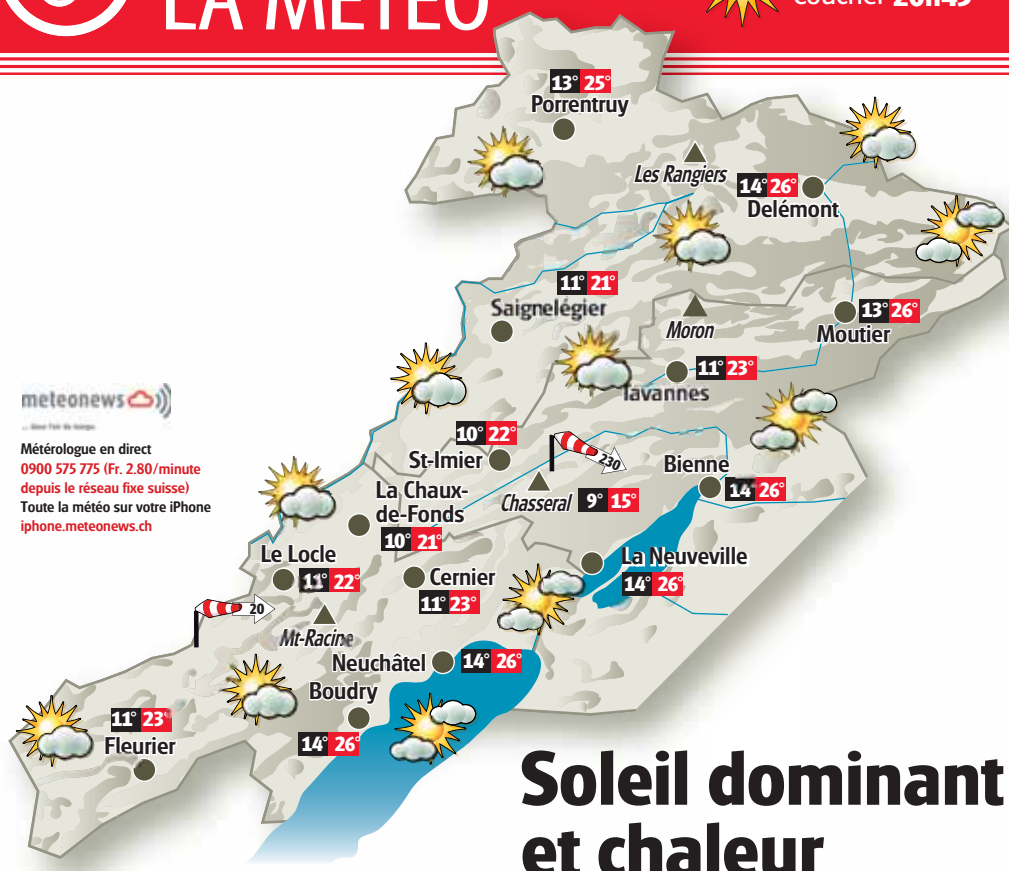 LA MÉTÉO
coucher 20h45
13° 25°
Porrentruy
Les Rangiers
14° 26°
Delémont
11° 21°
Saignelégier
Moron
13° 26°
Moutier
11° 23°
Tavannes
meteonews
Métérologue en direct
0900 575 775 (Fr. 2.80/minute
depuis le réseau fixe suisse)
Toute la météo sur votre iPhone
iphone.meteonews.ch
10° 22°
St-Imier
230
Chasseral 9° 15°
Bienne
14° 26°
La Chaux-
de-Fonds
10° 21°
Le Locle
11° 22°
Cernier
11° 23°
La Neuveville
14° 26°
20
Mt-Racine
Neuchâtel 14° 26°
Boudry
14° 26°
11° 23°
Fleurier
Soleil dominant
et chaleur